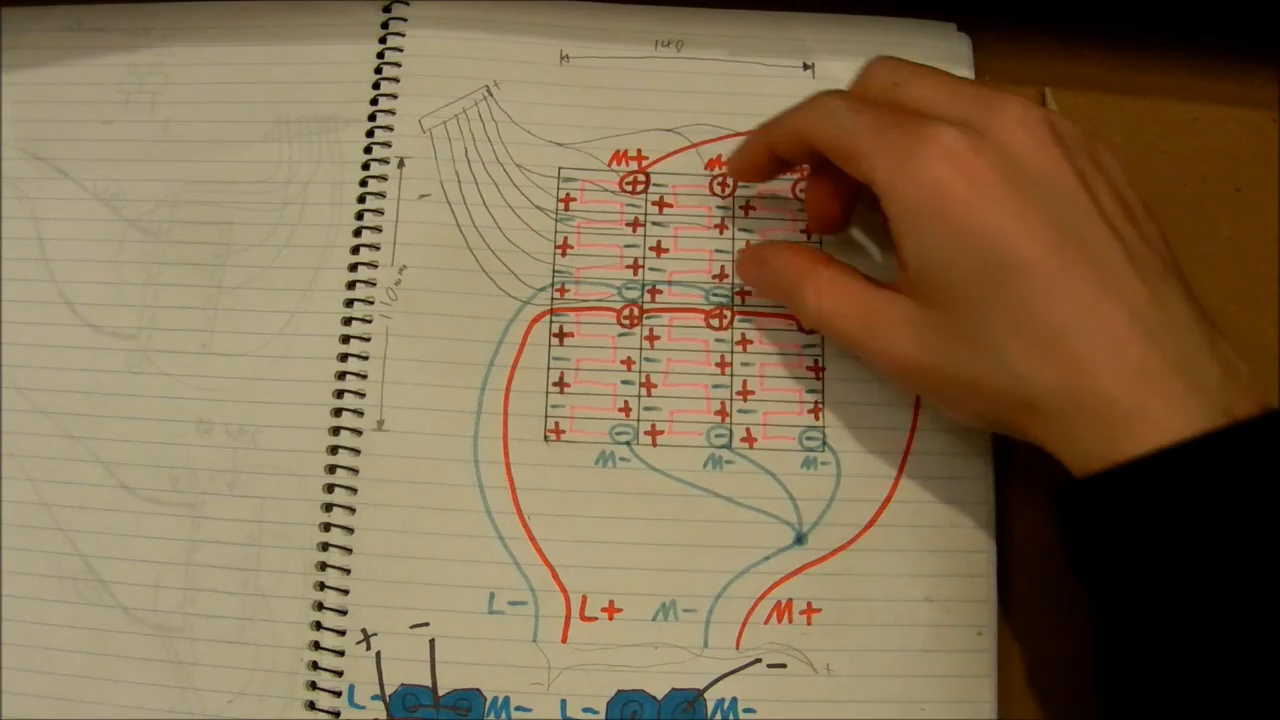 140
M+ M
110mm
M- M- M-
L- L+ M- M+
+ - -
L- M- L- M-